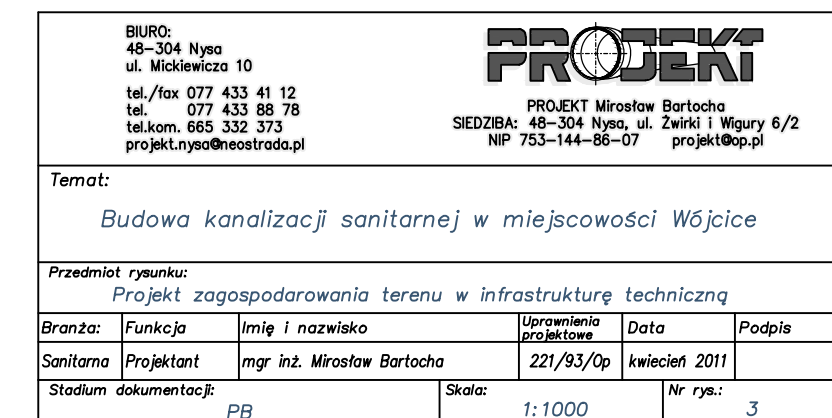 BIURO:
48-304 Nysa
ul. Mickiewicza 10
tel./fax 077 433 41 12
tel. 077 433 88 78
tel.kom. 665 332 373
projekt.nysa@neostrada.pl
PROJEKT
PROJEKT Mirosław Bartocha
SIEDZIBA: 48-304 Nysa, ul. Żwirki i Wigury 6/2
NIP 753-144-86-07 projekt@op.pl
Temat:
Budowa kanalizacji sanitarnej w miejscowości Wójcice
Przedmiot rysunku:
Projekt zagospodarowania terenu w infrastrukturę techniczną
Branża: Funkcja Imię i nazwisko Uprawnienia projektowe Data Podpis
Sanitarna Projektant mgr inż. Mirosław Bartocha 221/93/Op kwiecień 2011
Stadium dokumentacji: Skala: Nr rys.:
PB 1:1000 3